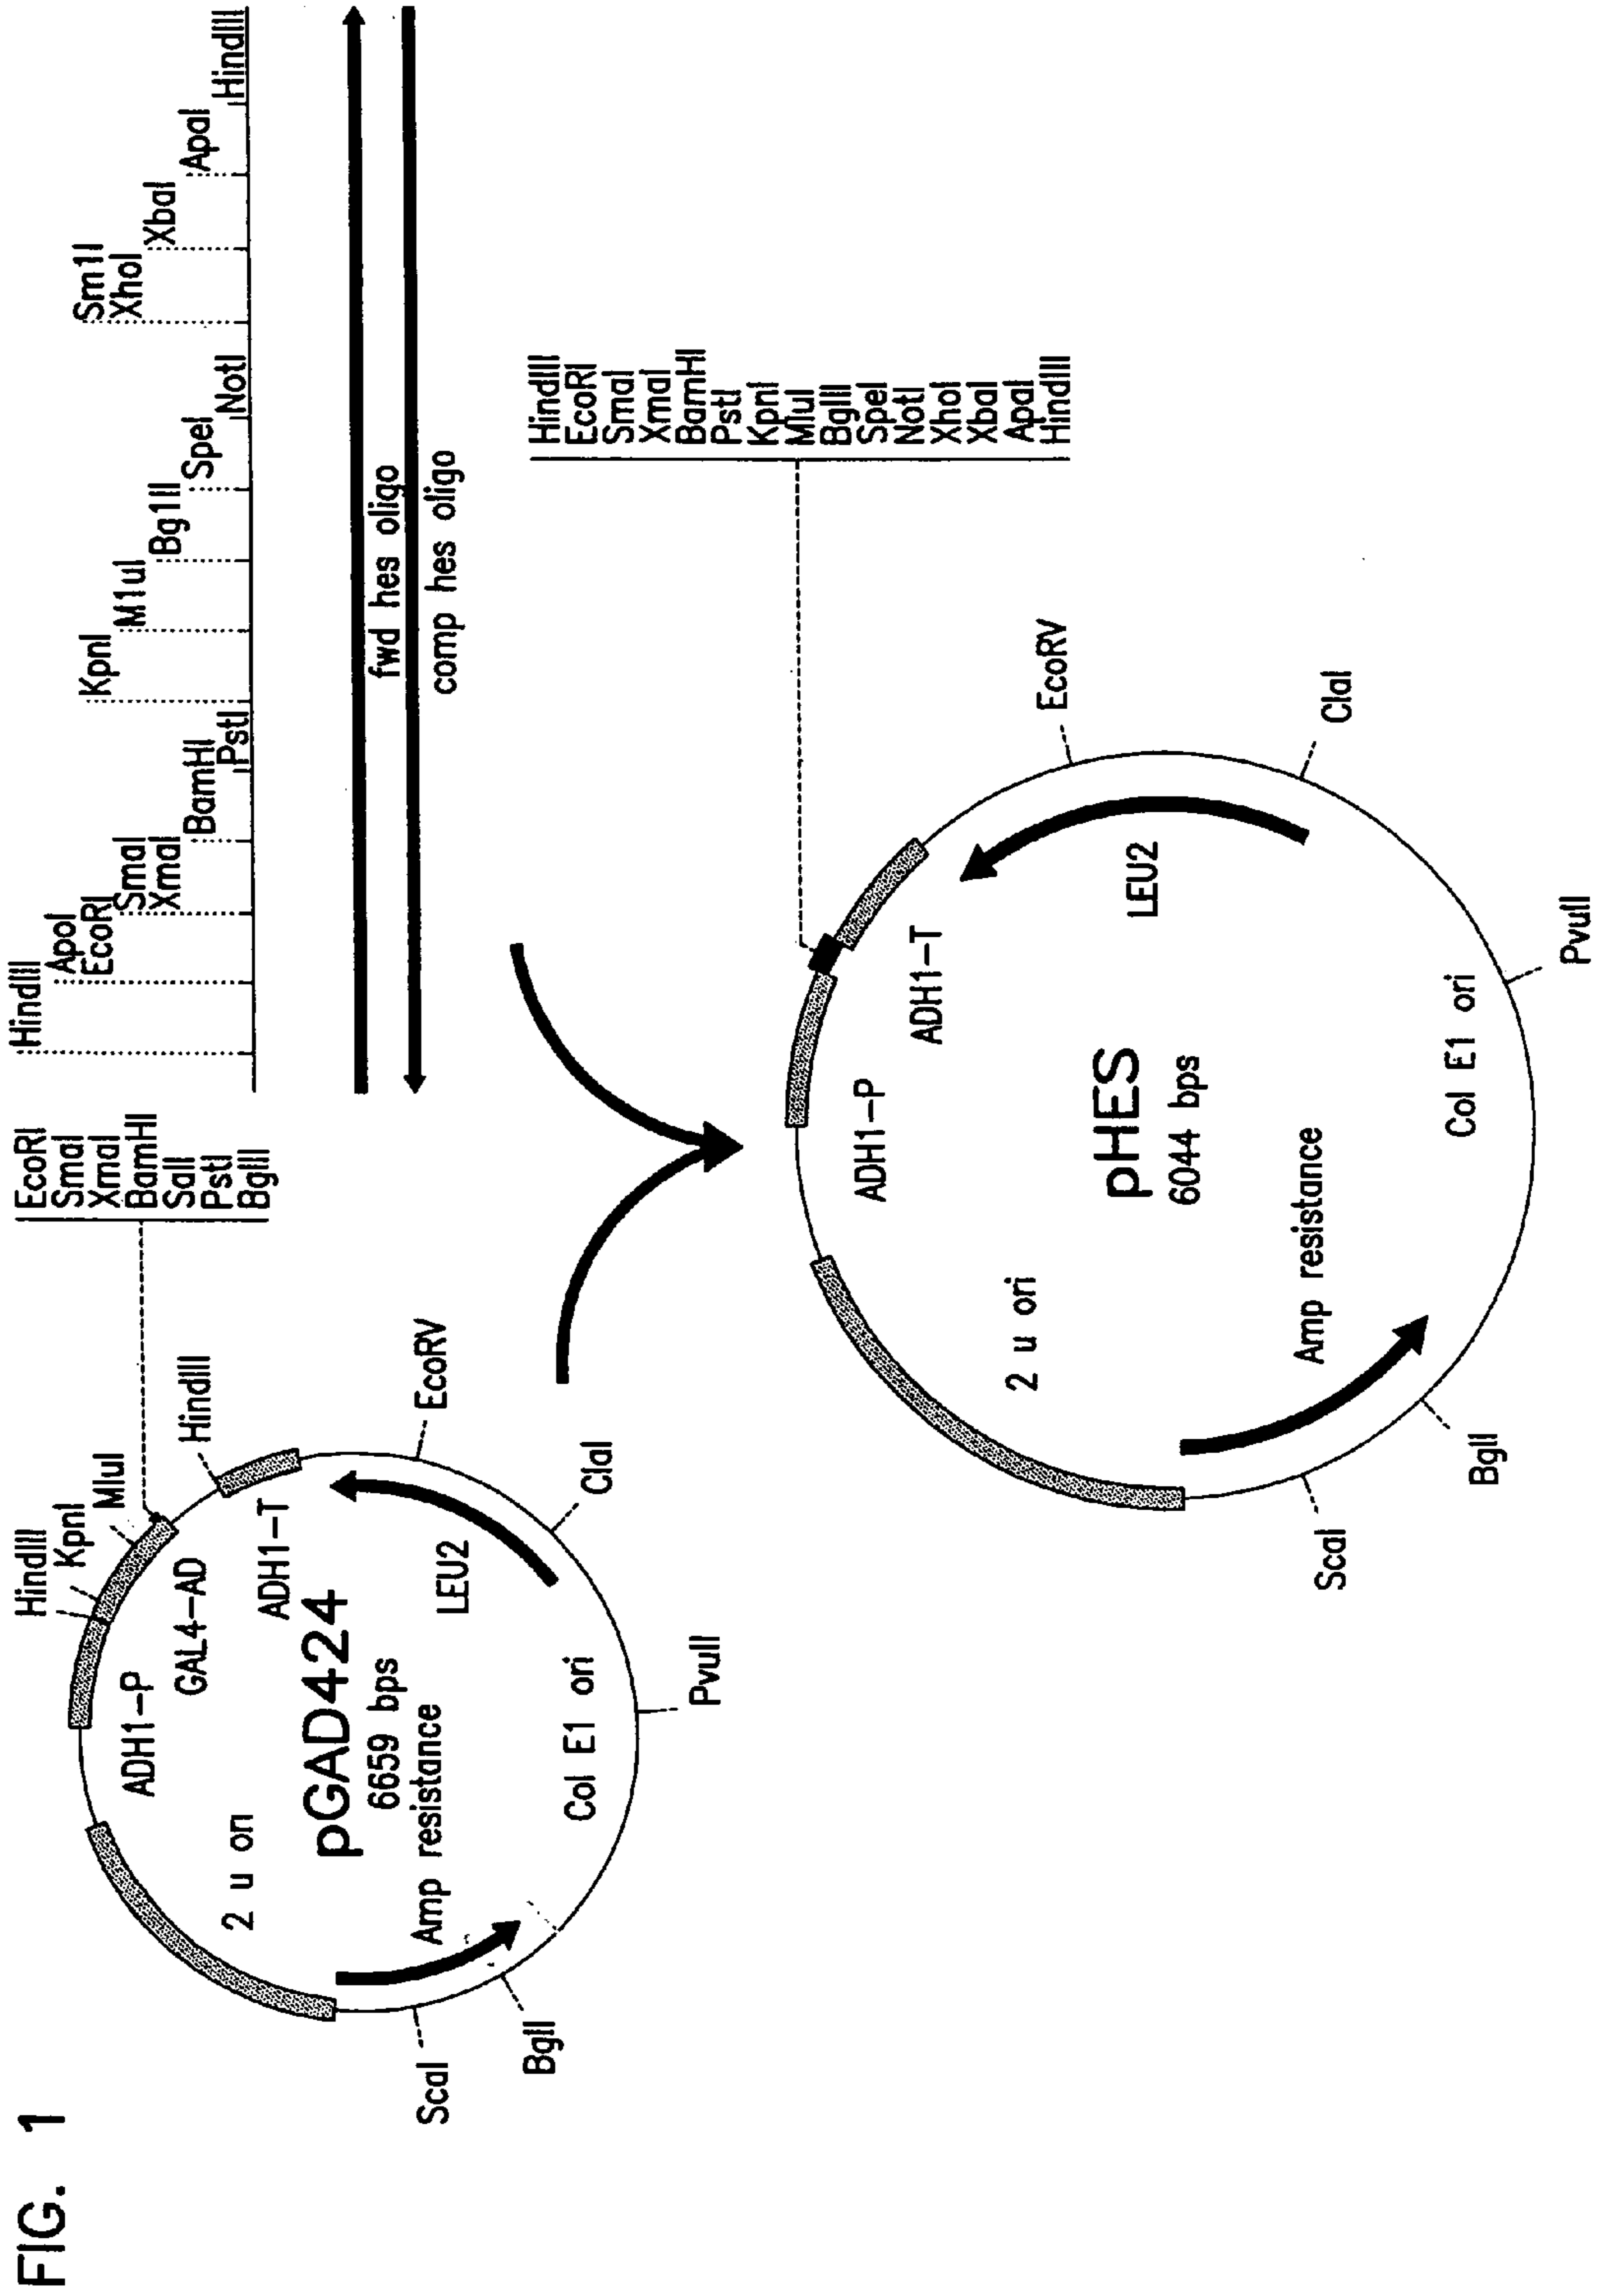 FIG. 1
HindIII
KpnI
MluI
HindIII
EcoRI
SmaI
XmaI
BamHI
SalI
PstI
BglII
ADH1-P
GAL4-AD
ADH1-T
2 u ori
pGAD424
6659 bps
Amp resistance
LEU2
Col E1 ori
EcoRV
ClaI
PvuII
ScaI
BglI
HindIII
ApoI
EcoRI
SmaI
XmaI
BamHI
PstI
KpnI
M1uI
Bg1II
SpeI
NotI
Sm1I
XhoI
XbaI
ApaI
HindIII
fwd hes oligo
comp hes oligo
HindIII
EcoRI
SmaI
XmaI
BamHI
PstI
KpnI
MluI
BglII
SpeI
NotI
XhoI
XbaI
ApaI
HindIII
ADH1-P
ADH1-T
2 u ori
pHES
6044 bps
LEU2
Amp resistance
Col E1 ori
EcoRV
ClaI
PvuII
BglI
ScaI